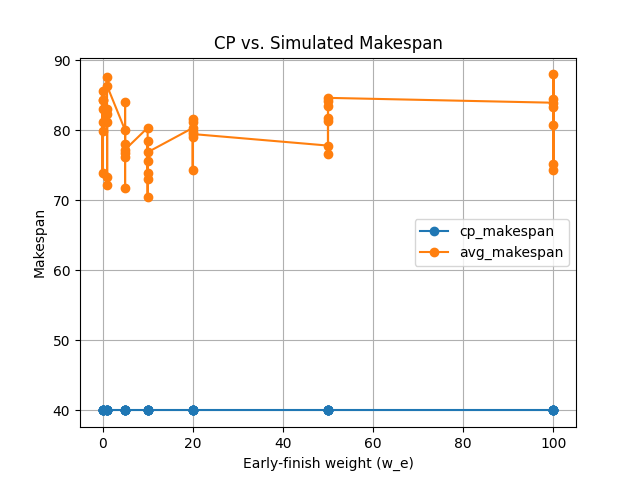 CP vs. Simulated Makespan
90
80
70
60
50
40
Makespan
cp_makespan
avg_makespan
0 20 40 60 80 100
Early-finish weight (w_e)